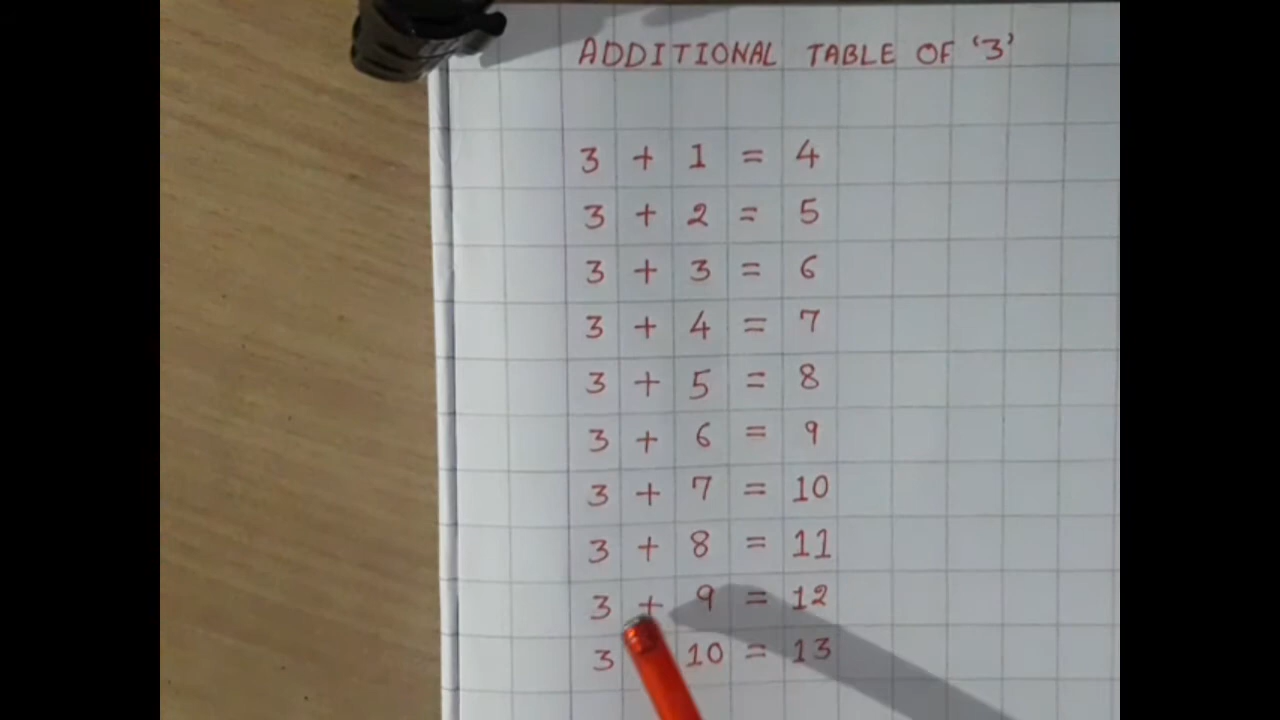 ADDITIONAL TABLE OF '3'
3 + 1 = 4
3 + 2 = 5
3 + 3 = 6
3 + 4 = 7
3 + 5 = 8
3 + 6 = 9
3 + 7 = 10
3 + 8 = 11
3 + 9 = 12
3 10 = 13